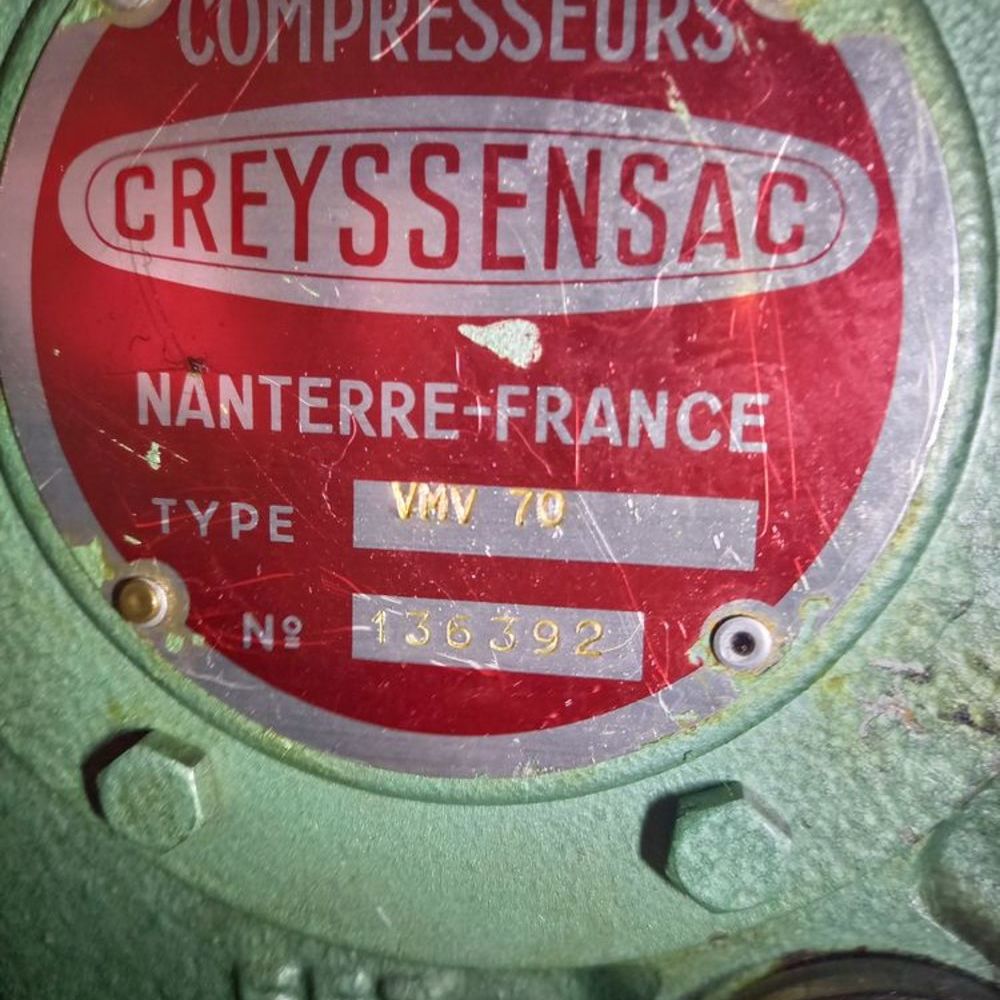 COMPRESSEURS
CREYSSENSAC
NANTERRE-FRANCE
TYPE VMV 70
Nº 136392